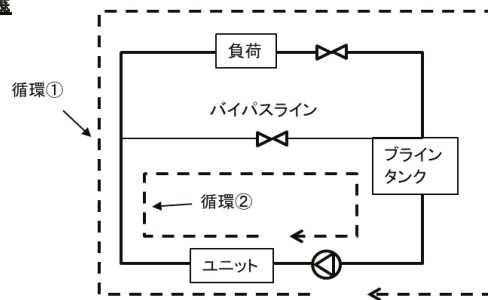 負荷
循環①
バイパスライン
ブライン
タンク
循環②
ユニット